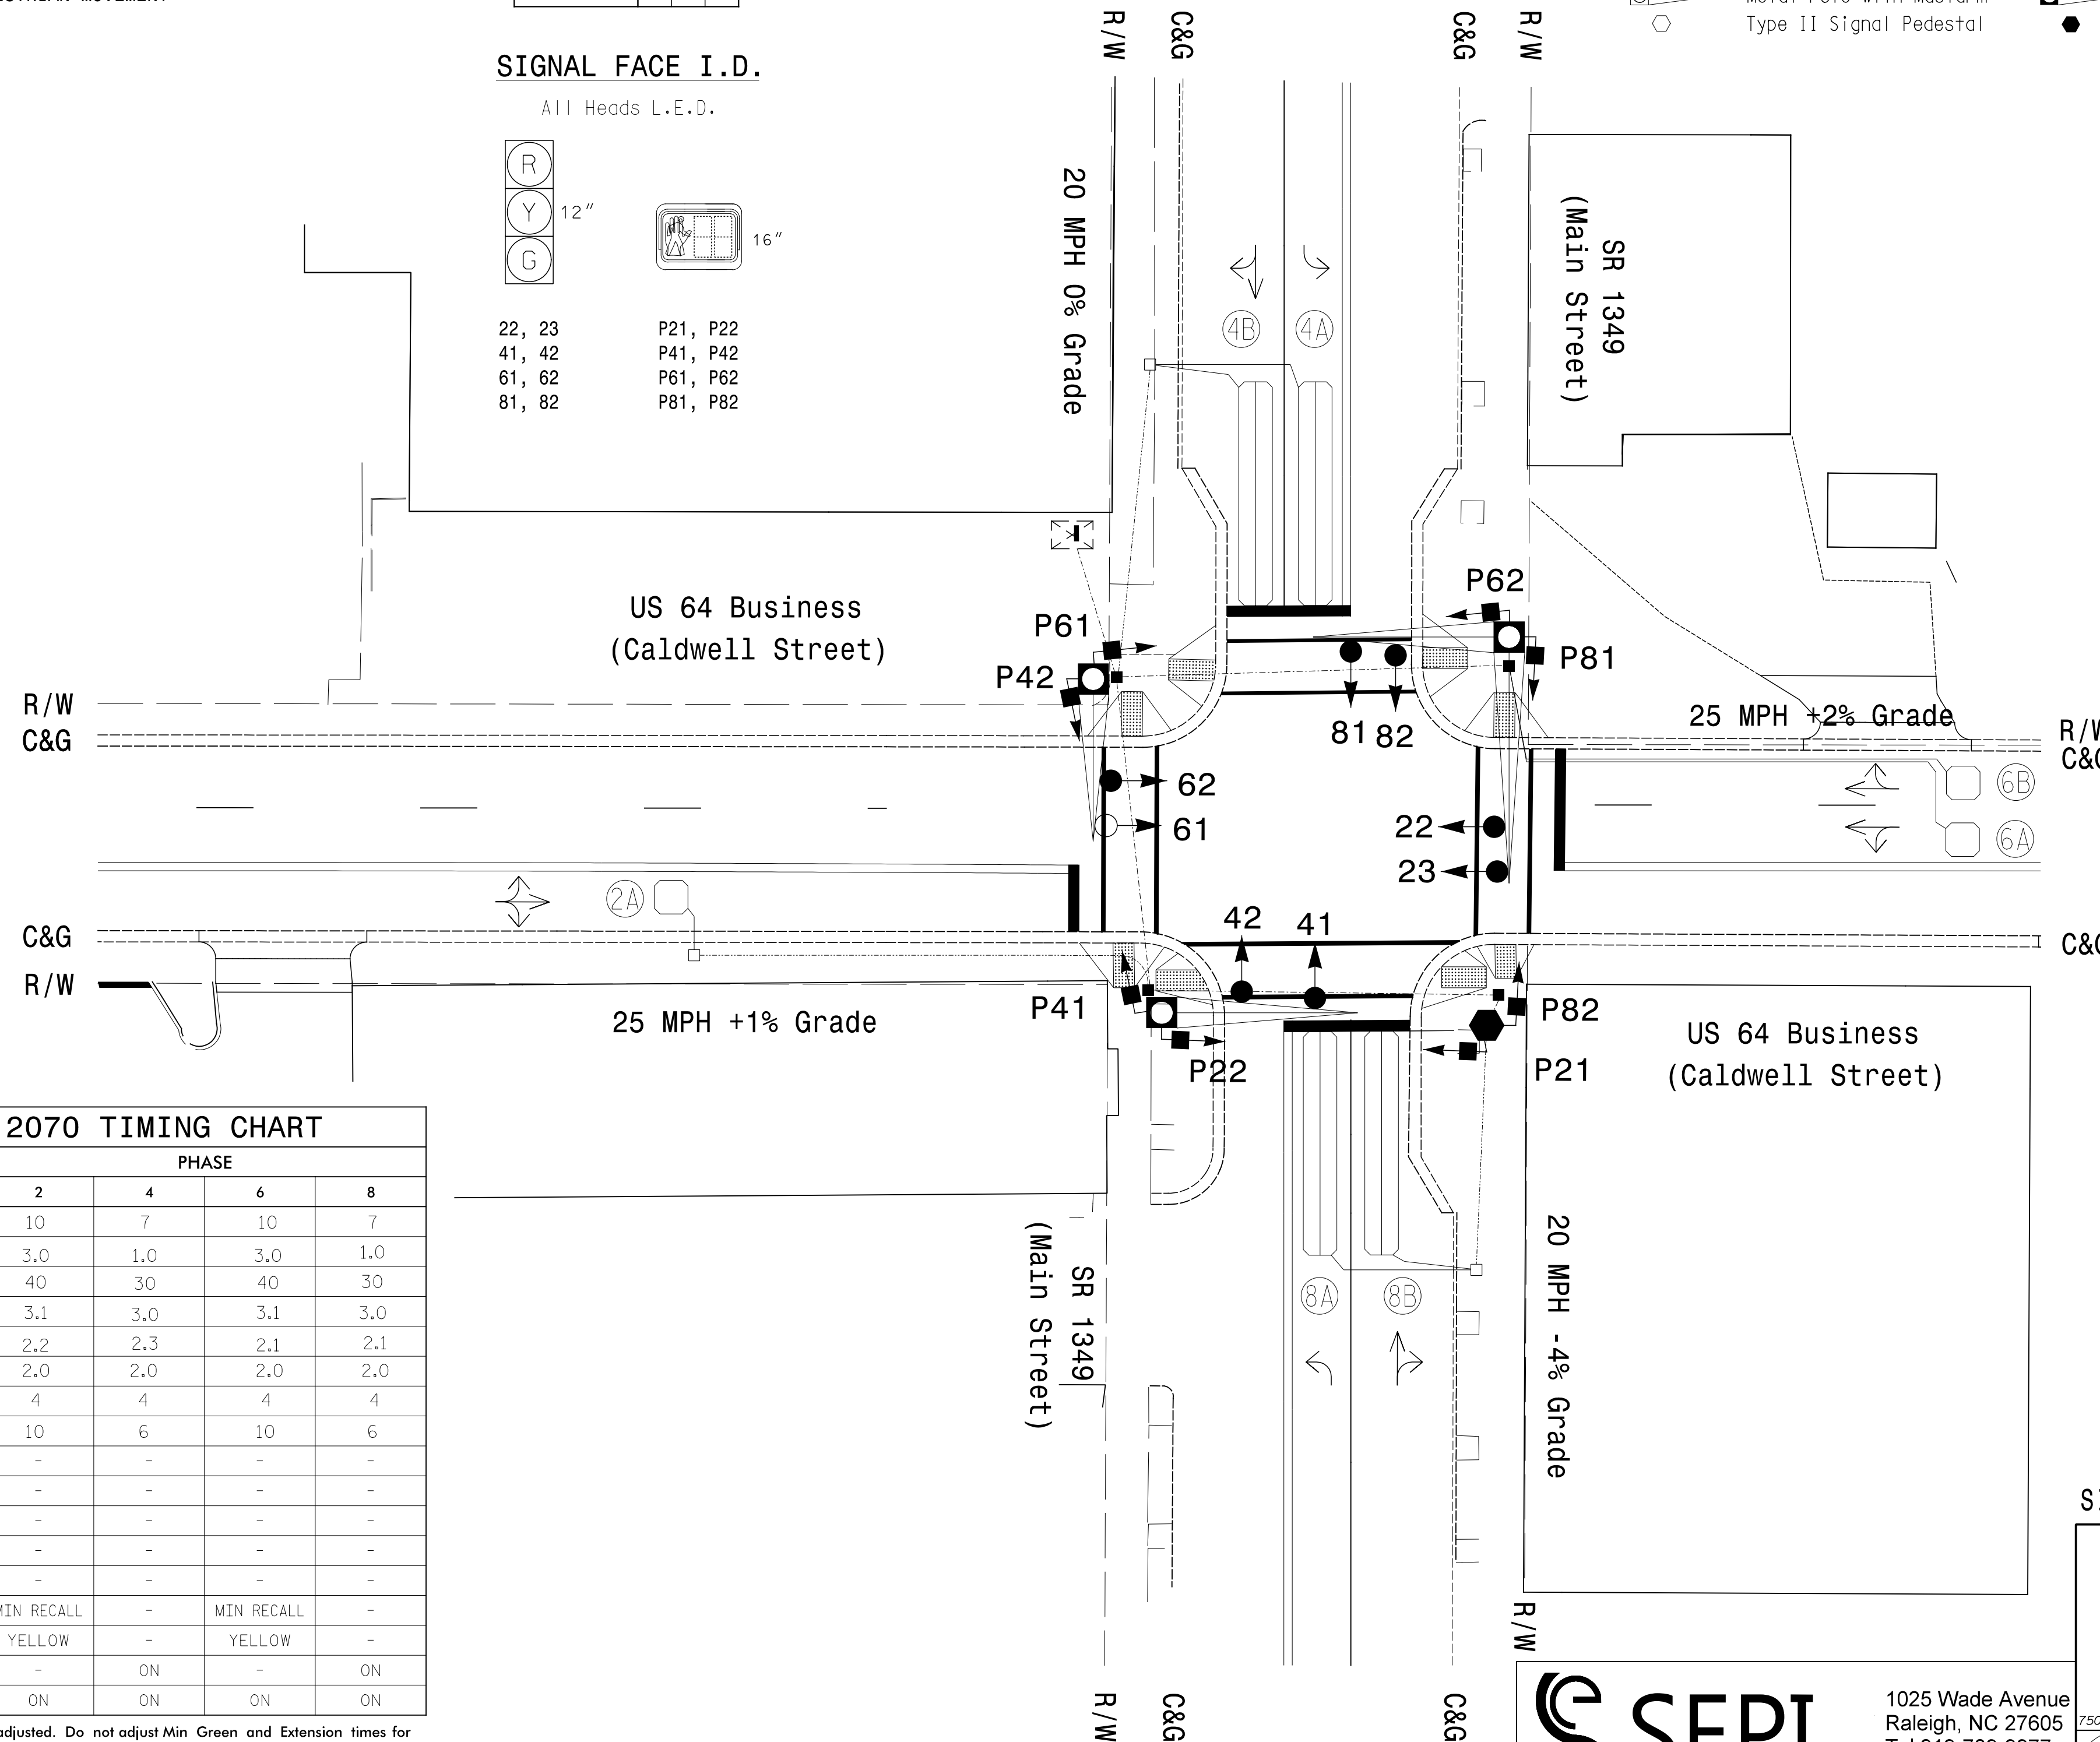 SIGNAL FACE I.D.
All Heads L.E.D.
R
Y
G
12"
16"
22, 23
41, 42
61, 62
81, 82
P21, P22
P41, P42
P61, P62
P81, P82
Type II Signal Pedestal
R/W
C&G
C&G
R/W
20 MPH 0% Grade
SR 1349
(Main Street)
4B
4A
US 64 Business
(Caldwell Street)
P61
P42
P62
P81
R/W
C&G
81
82
25 MPH +2% Grade
62
61
22
23
6B
6A
2A
42
41
C&G
R/W
C&G
25 MPH +1% Grade
P41
P22
P82
P21
US 64 Business
(Caldwell Street)
8A
8B
SR 1349
(Main Street)
20 MPH -4% Grade
R/W
R/W
C&G
C&G
2070 TIMING CHART
PHASE
2 4 6 8
10 7 10 7
3.0 1.0 3.0 1.0
40 30 40 30
3.1 3.0 3.1 3.0
2.2 2.3 2.1 2.1
2.0 2.0 2.0 2.0
4 4 4 4
10 6 10 6
- - - -
- - - -
- - - -
- - - -
- - - -
MIN RECALL - MIN RECALL -
YELLOW - YELLOW -
- ON - ON
ON ON ON ON
adjusted. Do not adjust Min Green and Extension times for
SEPI
1025 Wade Avenue
Raleigh, NC 27605
750